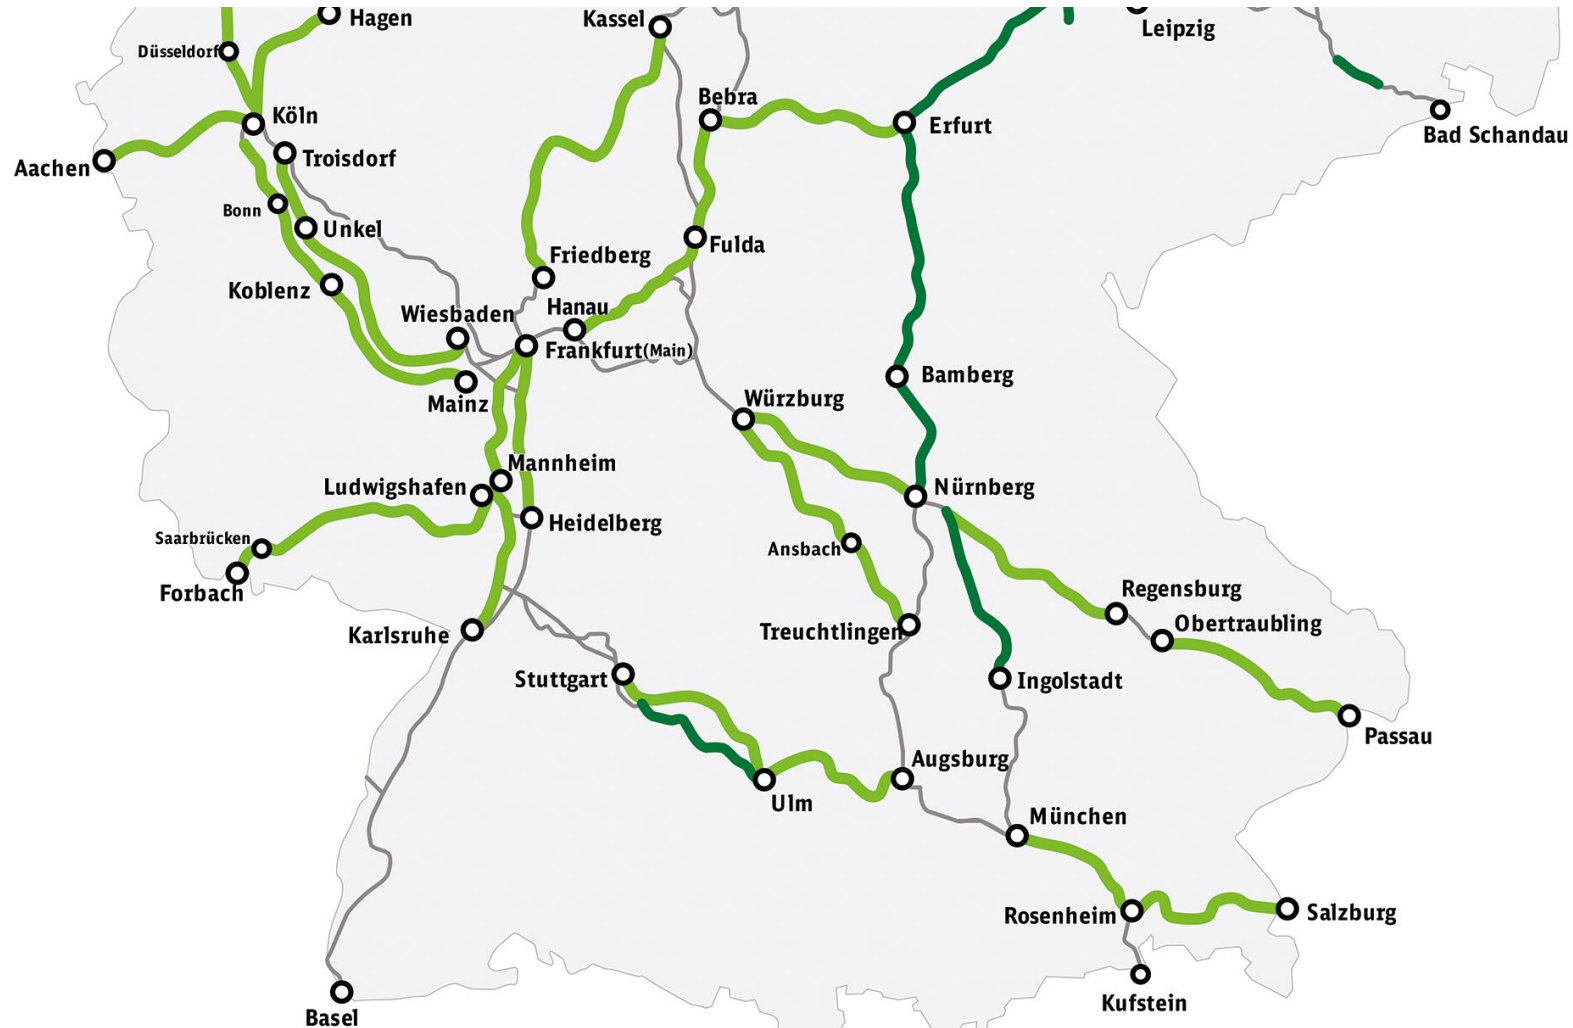 Hagen
Kassel
Leipzig
Düsseldorf
Bebra
Köln
Erfurt
Bad Schandau
Troisdorf
Aachen
Bonn
Unkel
Fulda
Friedberg
Koblenz
Hanau
Wiesbaden
Frankfurt(Main)
Bamberg
Mainz
Würzburg
Mannheim
Ludwigshafen
Nürnberg
Heidelberg
Saarbrücken
Ansbach
Forbach
Regensburg
Obertraubling
Karlsruhe
Treuchtlingen
Stuttgart
Ingolstadt
Passau
Augsburg
Ulm
München
Rosenheim
Salzburg
Kufstein
Basel